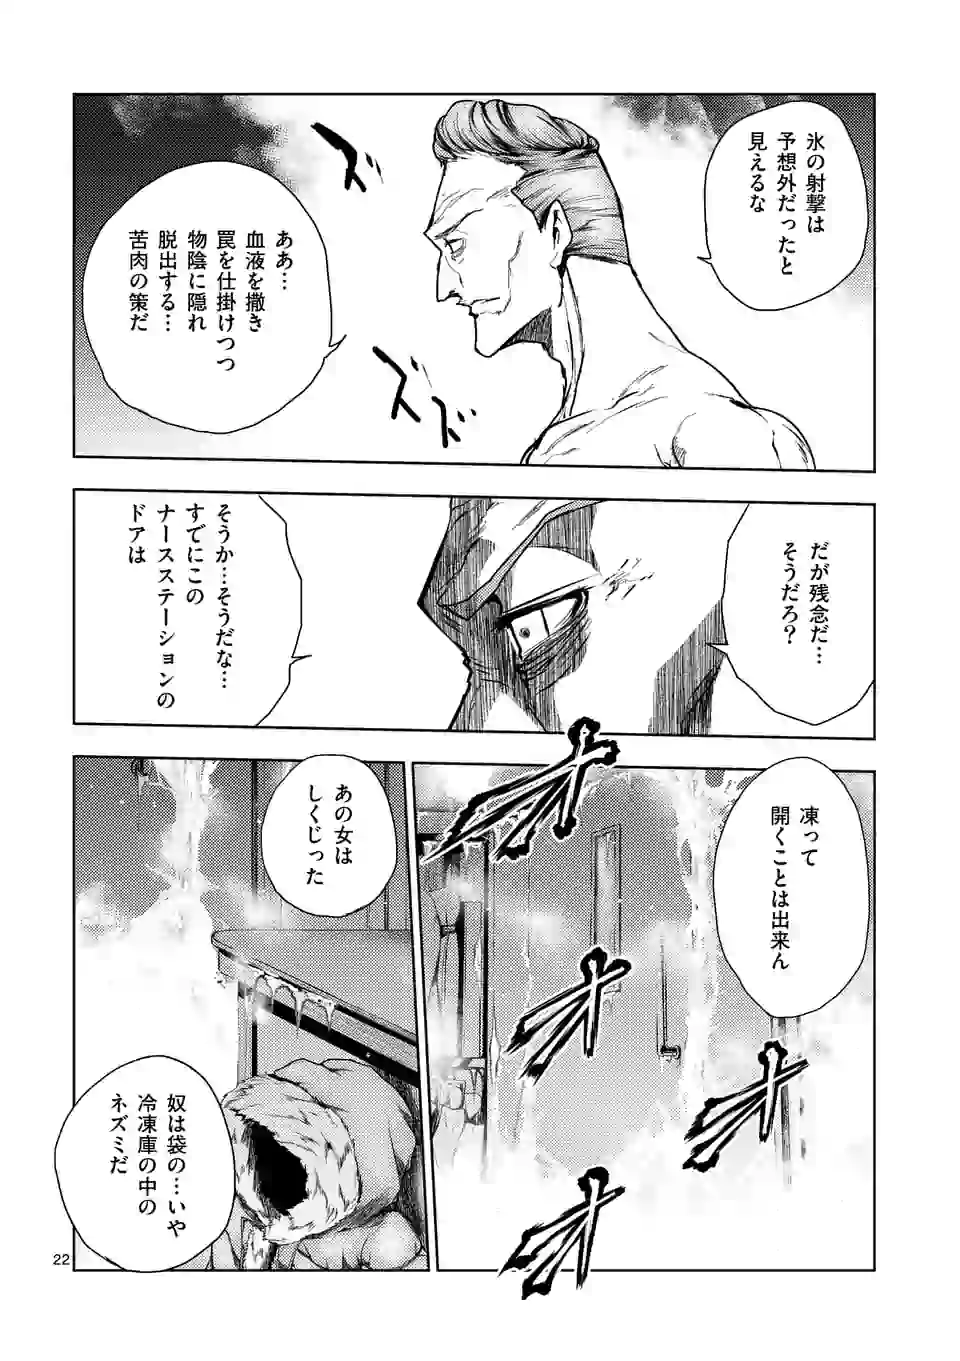 氷の射撃は
予想外だったと
見えるな
ズッ
ああ…
血液を撒き
罠を仕掛けつつ
物陰に隠れ
脱出する…
苦肉の策だ
ズズッ
だが残念だ…
そうだろ？
そうか…そうだな…
すでにこの
ナースステーションの
ドアは
凍って
開くことは出来ん
オオオオ
あの女は
しくじった
奴は袋の…いや
冷凍庫の中の
ネズミだ
22